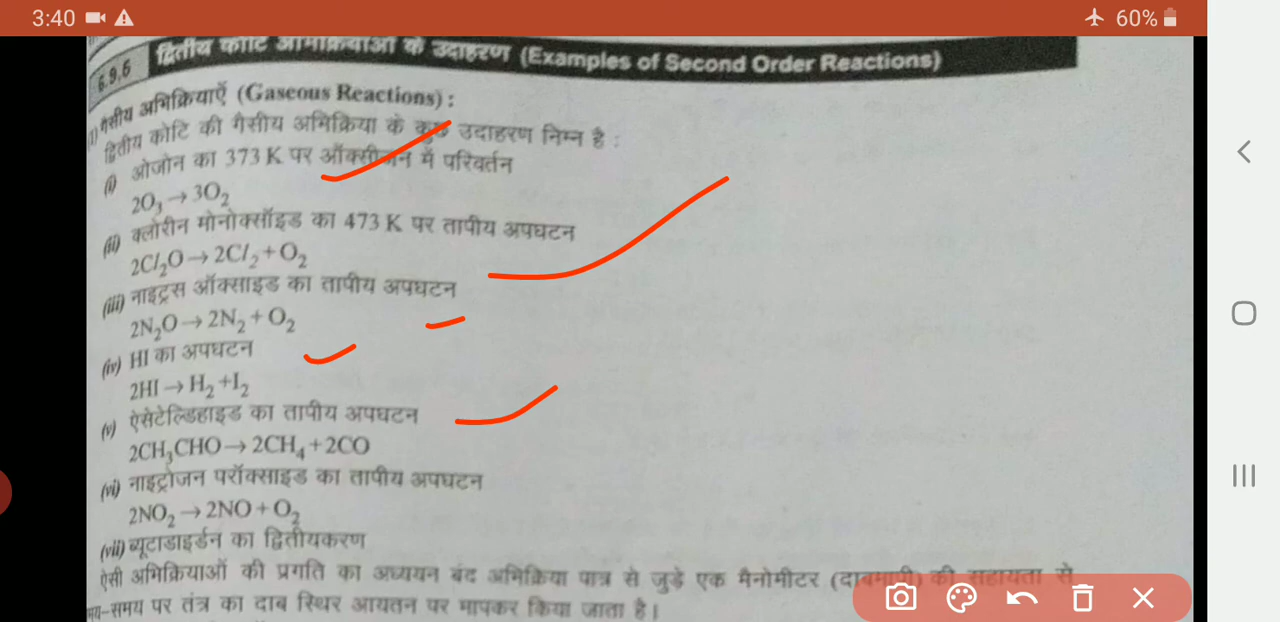 3:40
60%
6.9.6 द्वितीय कोटि अभिक्रियाओं के उदाहरण (Examples of Second Order Reactions)
(1) गैसीय अभिक्रियाएँ (Gaseous Reactions) :
द्वितीय कोटि की गैसीय अभिक्रिया के कुछ उदाहरण निम्न है :
(i) ओजोन का 373 K पर ऑक्सीजन में परिवर्तन
2O₃ → 3O₂
(ii) क्लोरीन मोनोक्सॉइड का 473 K पर तापीय अपघटन
2Cl₂O → 2Cl₂ + O₂
(iii) नाइट्रस ऑक्साइड का तापीय अपघटन
2N₂O → 2N₂ + O₂
(iv) HI का अपघटन
2HI → H₂ + I₂
(v) ऐसेटेल्डिहाइड का तापीय अपघटन
2CH₃CHO → 2CH₄ + 2CO
(vi) नाइट्रोजन परॉक्साइड का तापीय अपघटन
2NO₂ → 2NO + O₂
(vii) ब्यूटाडाइईन का द्वितीयकरण
ऐसी अभिक्रियाओं की प्रगति का अध्ययन बंद अभिक्रिया पात्र से जुड़े एक मैनोमीटर (दाबमापी) की सहायता से
समय-समय पर तंत्र का दाब स्थिर आयतन पर मापकर किया जाता है।